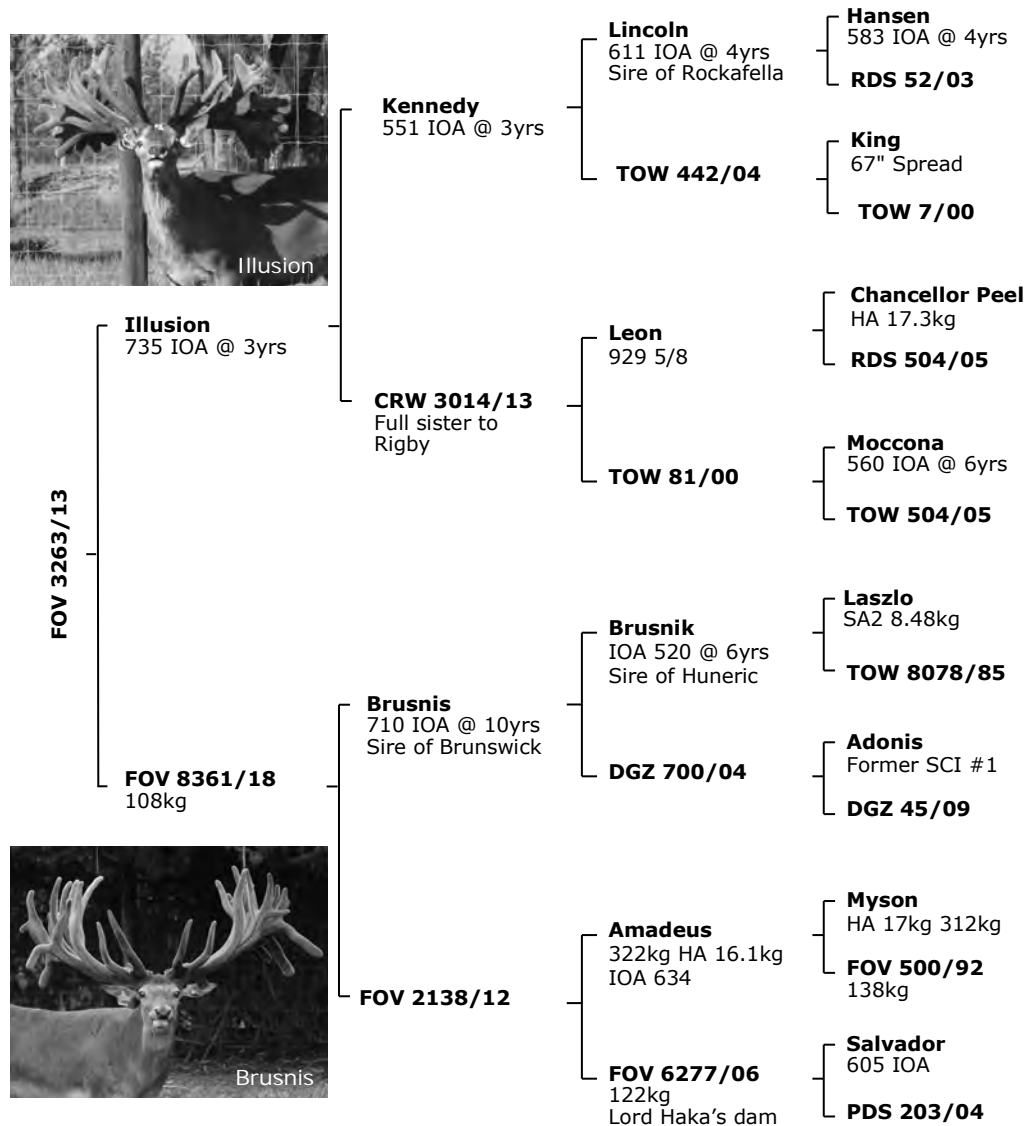 Illusion
FOV 3263/13
Illusion
735 IOA @ 3yrs
FOV 8361/18
108kg
Brusnis
Kennedy
551 IOA @ 3yrs
CRW 3014/13
Full sister to
Rigby
Brusnis
710 IOA @ 10yrs
Sire of Brunswick
FOV 2138/12
Lincoln
611 IOA @ 4yrs
Sire of Rockafella
TOW 442/04
Leon
929 5/8
TOW 81/00
Brusnik
IOA 520 @ 6yrs
Sire of Huneric
DGZ 700/04
Amadeus
322kg HA 16.1kg
IOA 634
FOV 6277/06
122kg
Lord Haka's dam
Hansen
583 IOA @ 4yrs
RDS 52/03
King
67" Spread
TOW 7/00
Chancellor Peel
HA 17.3kg
RDS 504/05
Moccona
560 IOA @ 6yrs
TOW 504/05
Laszlo
SA2 8.48kg
TOW 8078/85
Adonis
Former SCI #1
DGZ 45/09
Myson
HA 17kg 312kg
FOV 500/92
138kg
Salvador
605 IOA
PDS 203/04